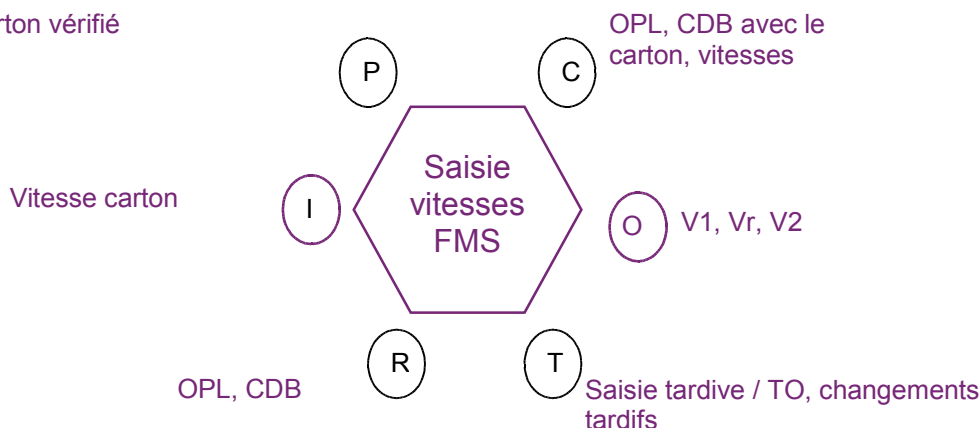 vérifié
OPL, CDB avec le
carton, vitesses
P
C
Saisie
vitesses
FMS
Vitesse carton
I
O
V1, Vr, V2
R
T
OPL, CDB
Saisie tardive / TO, changements
tardifs